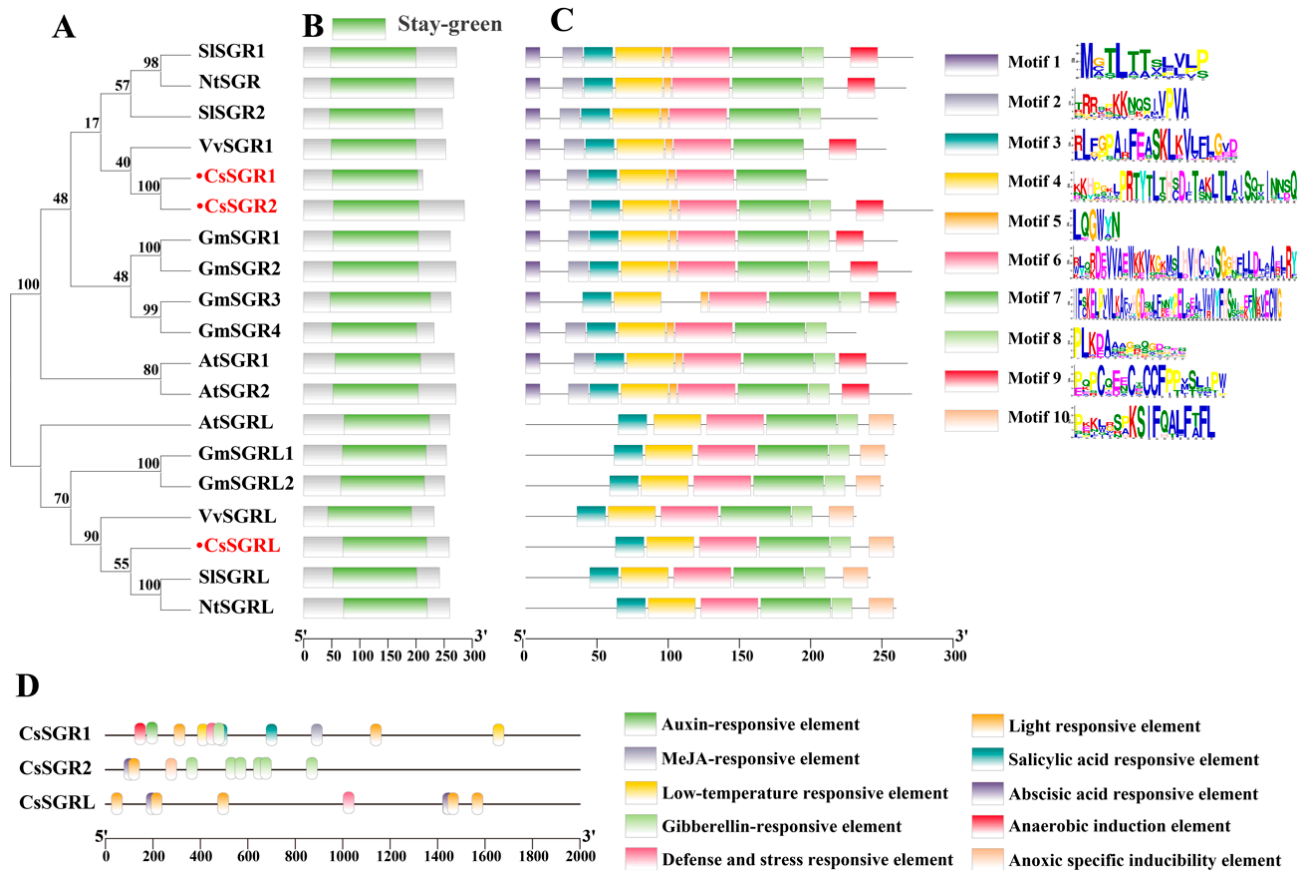 A
B
Stay-green
C
SlSGR1
NtSGR
SlSGR2
VvSGR1
•CsSGR1
•CsSGR2
GmSGR1
GmSGR2
GmSGR3
GmSGR4
AtSGR1
AtSGR2
AtSGRL
GmSGRL1
GmSGRL2
VvSGRL
•CsSGRL
SlSGRL
NtSGRL
98
57
17
40
100
48
100
48
99
100
80
100
70
90
55
100
5' 3'
0 50 100 150 200 250 300
5' 3'
0 50 100 150 200 250 300
Motif 1
Motif 2
Motif 3
Motif 4
Motif 5
LQGWYN
Motif 6
Motif 7
Motif 8
Motif 9
Motif 10
D
CsSGR1
CsSGR2
CsSGRL
5' 3'
0 200 400 600 800 1000 1200 1400 1600 1800 2000
Auxin-responsive element
MeJA-responsive element
Low-temperature responsive element
Gibberellin-responsive element
Defense and stress responsive element
Light responsive element
Salicylic acid responsive element
Abscisic acid responsive element
Anaerobic induction element
Anoxic specific inducibility element